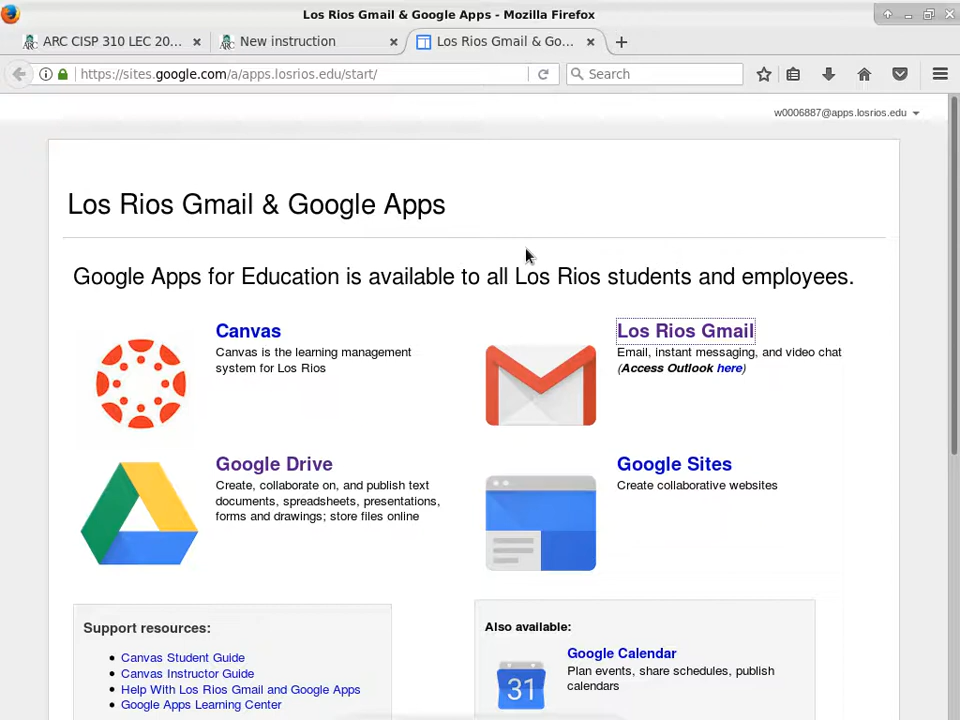 Los Rios Gmail & Google Apps - Mozilla Firefox
ARC CISP 310 LEC 20...
New instruction
Los Rios Gmail & Go...
https://sites.google.com/a/apps.losrios.edu/start/
Search
w0006887@apps.losrios.edu
Los Rios Gmail & Google Apps
Google Apps for Education is available to all Los Rios students and employees.
Canvas
Canvas is the learning management
system for Los Rios
Los Rios Gmail
Email, instant messaging, and video chat
(Access Outlook here)
Google Drive
Create, collaborate on, and publish text
documents, spreadsheets, presentations,
forms and drawings; store files online
Google Sites
Create collaborative websites
Support resources:
• Canvas Student Guide
• Canvas Instructor Guide
• Help With Los Rios Gmail and Google Apps
• Google Apps Learning Center
Also available:
31
Google Calendar
Plan events, share schedules, publish
calendars